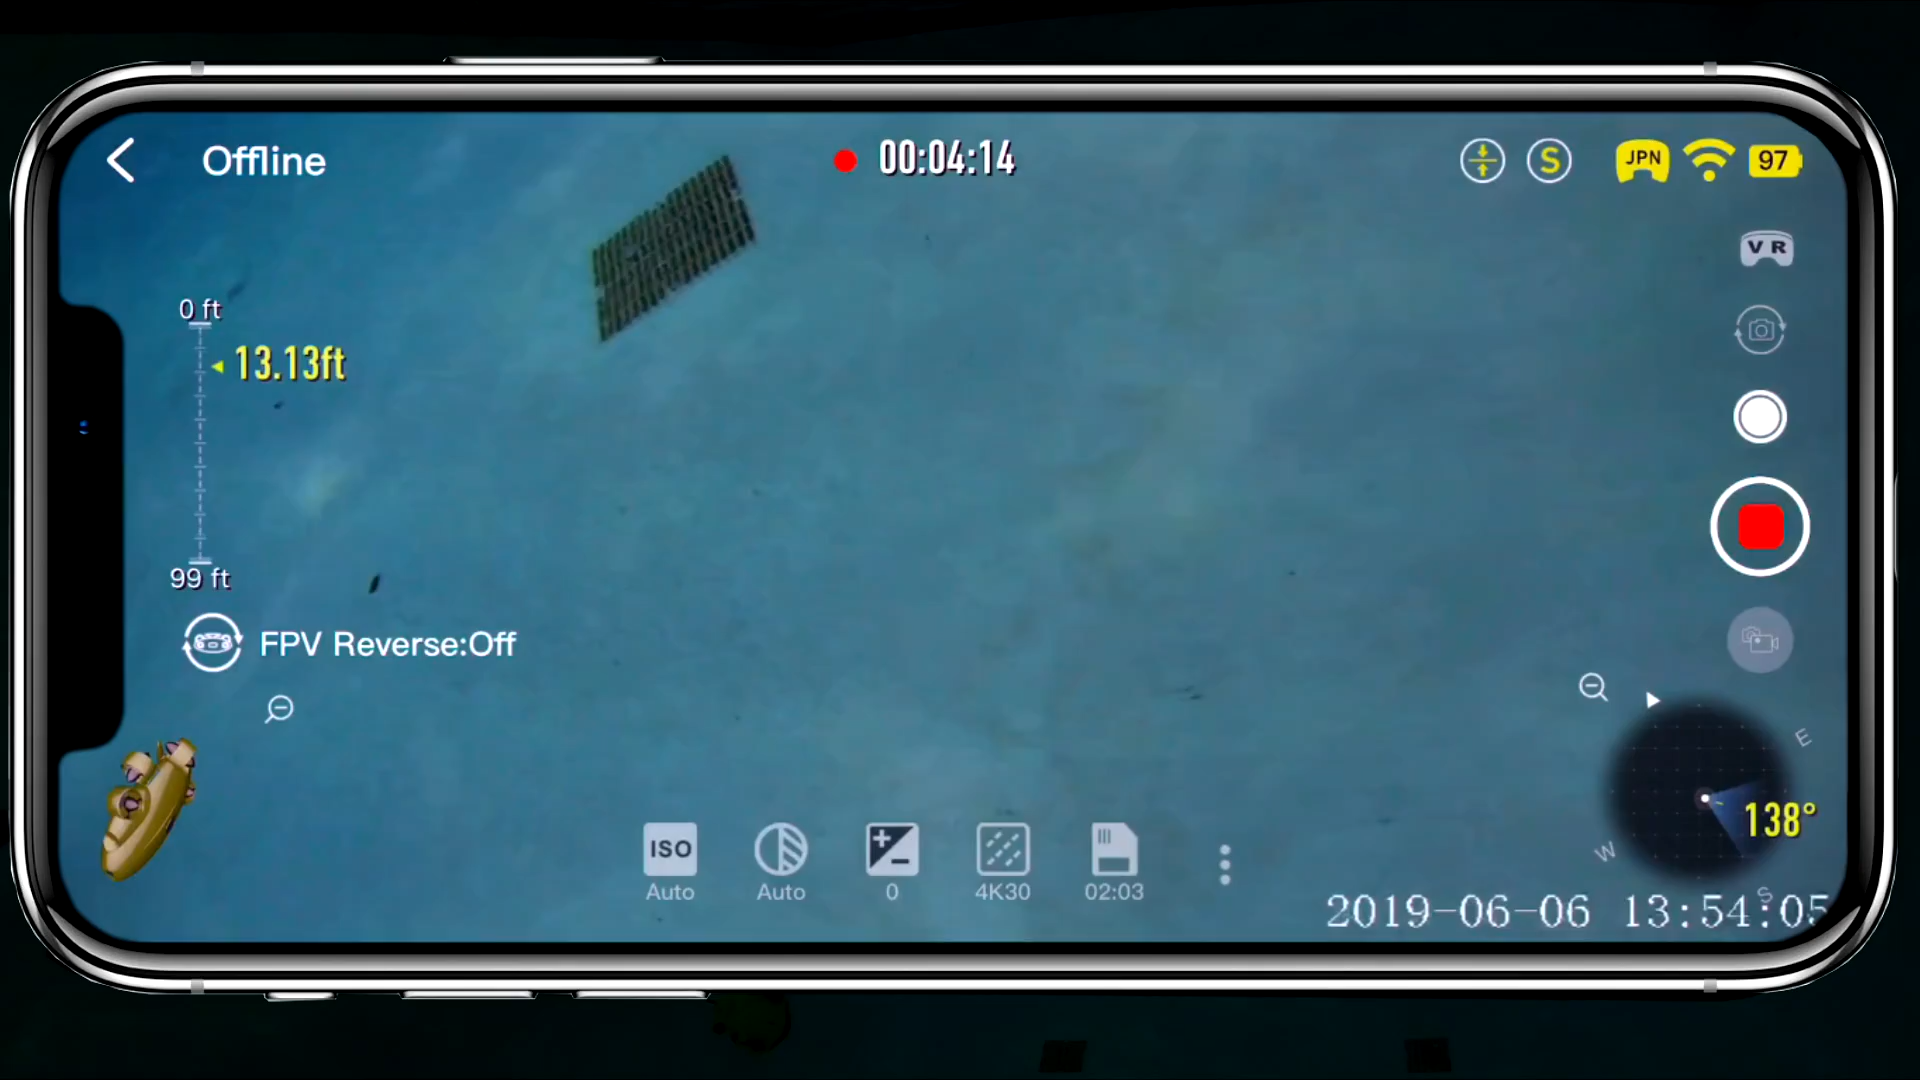 Offline
00:04:14
S
JPN
97
VR
0 ft
13.13ft
99 ft
FPV Reverse:Off
E
138°
W
S
ISO
Auto
Auto
0
4K30
02:03
2019-06-06 13:54:05